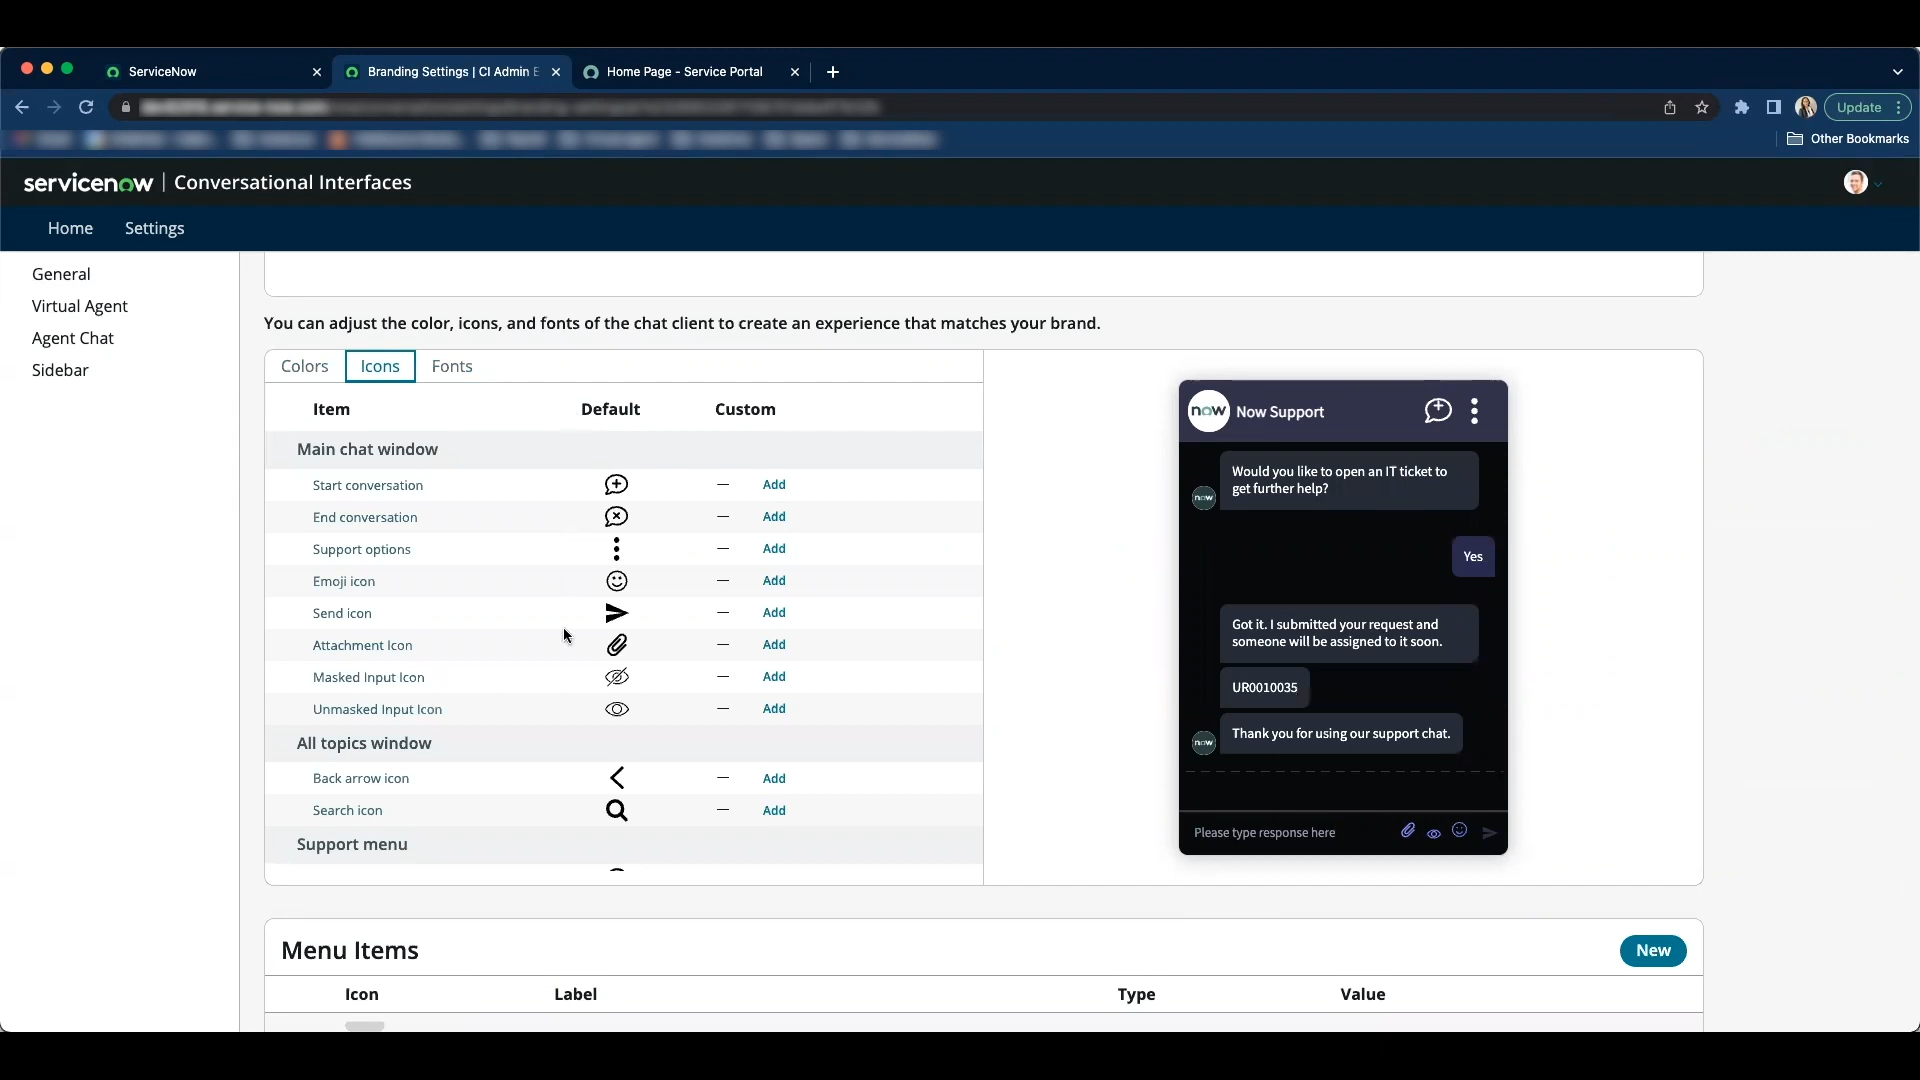 ServiceNow
Branding Settings | CI Admin E
Home Page - Service Portal
Update
Other Bookmarks
servicenow | Conversational Interfaces
Home
Settings
General
Virtual Agent
Agent Chat
Sidebar
You can adjust the color, icons, and fonts of the chat client to create an experience that matches your brand.
Colors
Icons
Fonts
Item Default Custom
Main chat window
Start conversation — Add
End conversation — Add
Support options — Add
Emoji icon — Add
Send icon — Add
Attachment Icon — Add
Masked Input Icon — Add
Unmasked Input Icon — Add
All topics window
Back arrow icon — Add
Search icon — Add
Support menu
now Now Support
Would you like to open an IT ticket to
get further help?
now
Yes
Got it. I submitted your request and
someone will be assigned to it soon.
UR0010035
Thank you for using our support chat.
now
Please type response here
Menu Items
New
Icon Label Type Value